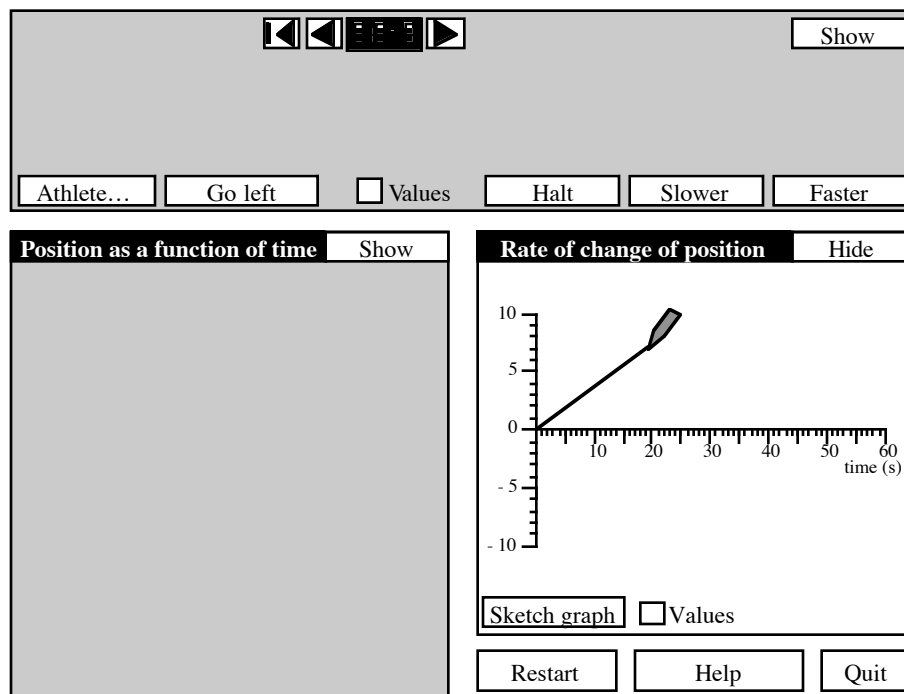 Show
Athlete… Go left Values Halt Slower Faster
Position as a function of time Show
Rate of change of position Hide
10
5
0
- 5
- 10
10 20 30 40 50 60
time (s)
Sketch graph Values
Restart Help Quit